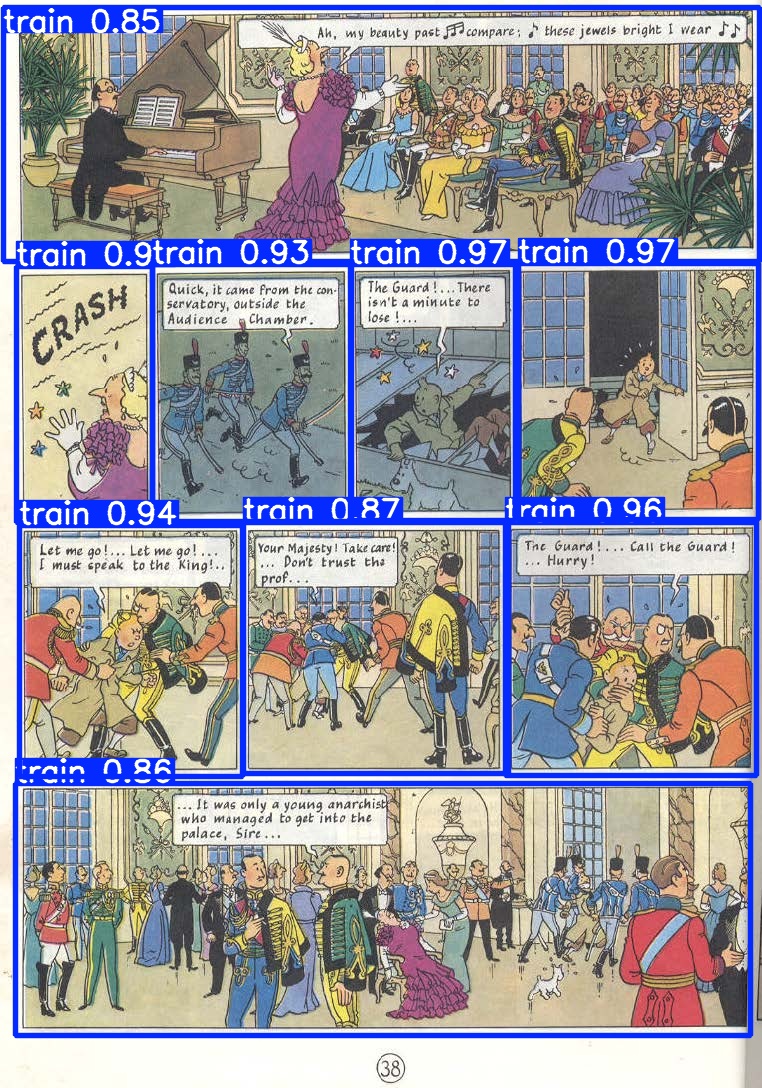 train 0.85
Ah, my beauty past compare; these jewels bright I wear
train 0.9
train 0.93
train 0.97
train 0.97
CRASH
Quick, it came from the con-
servatory, outside the
Audience Chamber.
The Guard!...There
isn't a minute to
lose!...
train 0.94
train 0.87
train 0.96
Let me go!... Let me go!...
I must speak to the King!..
Your Majesty! Take care!
... Don't trust the
prof...
The Guard!... Call the Guard!
... Hurry!
train 0.86
... It was only a young anarchist
who managed to get into the
palace, Sire...
38